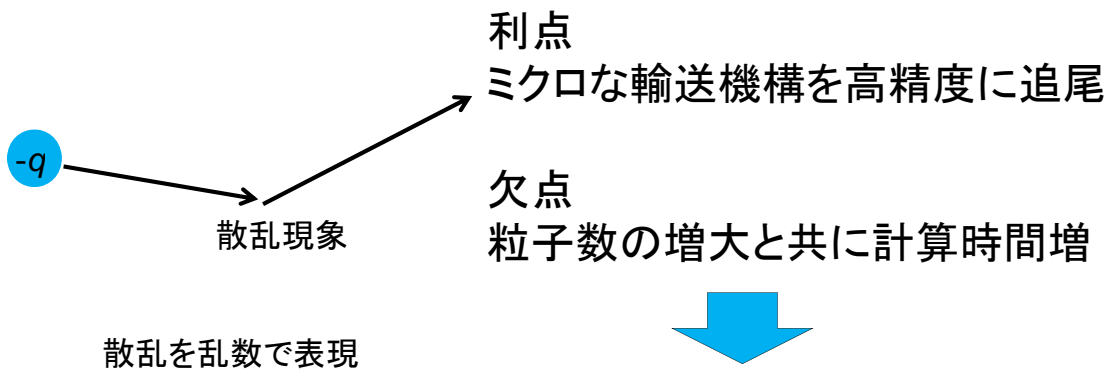 利点
ミクロな輸送機構を高精度に追尾
-q
欠点
粒子数の増大と共に計算時間増
散乱現象
散乱を乱数で表現